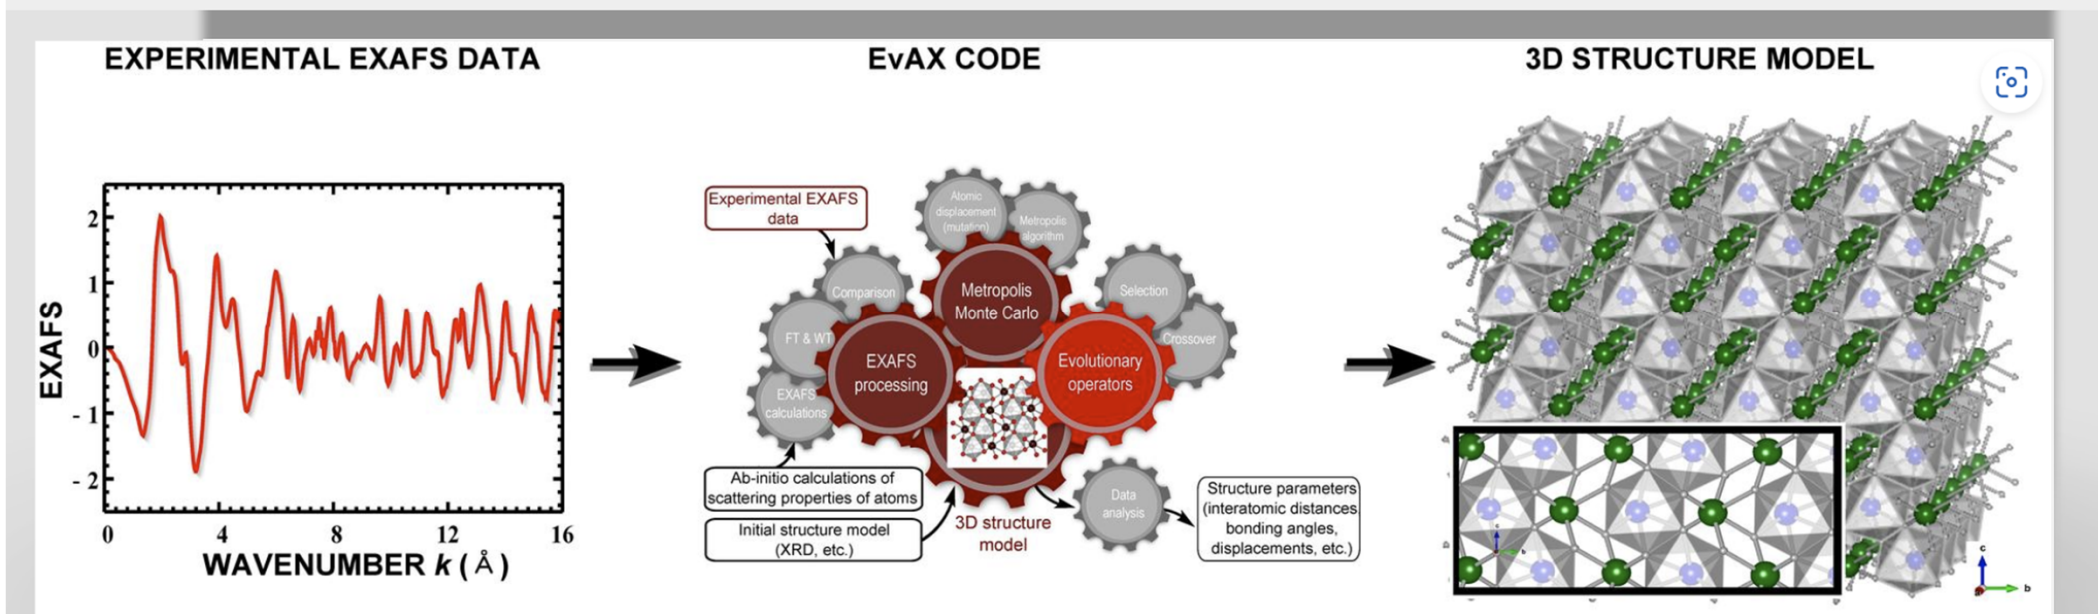 EXPERIMENTAL EXAFS DATA
EvAX CODE
3D STRUCTURE MODEL
EXAFS
2
1
0
- 1
- 2
0
4
8
12
16
WAVENUMBER k ( Å )
Experimental EXAFS
data
Atomic
displacement
(mutation)
Metropolis
algorithm
Comparison
FT & WT
EXAFS
calculations
EXAFS
processing
Metropolis
Monte Carlo
Evolutionary
operators
Selection
Crossover
Ab-initio calculations of
scattering properties of atoms
Initial structure model
(XRD, etc.)
3D structure
model
Data
analysis
Structure parameters
(interatomic distances,
bonding angles,
displacements, etc.)
c
b